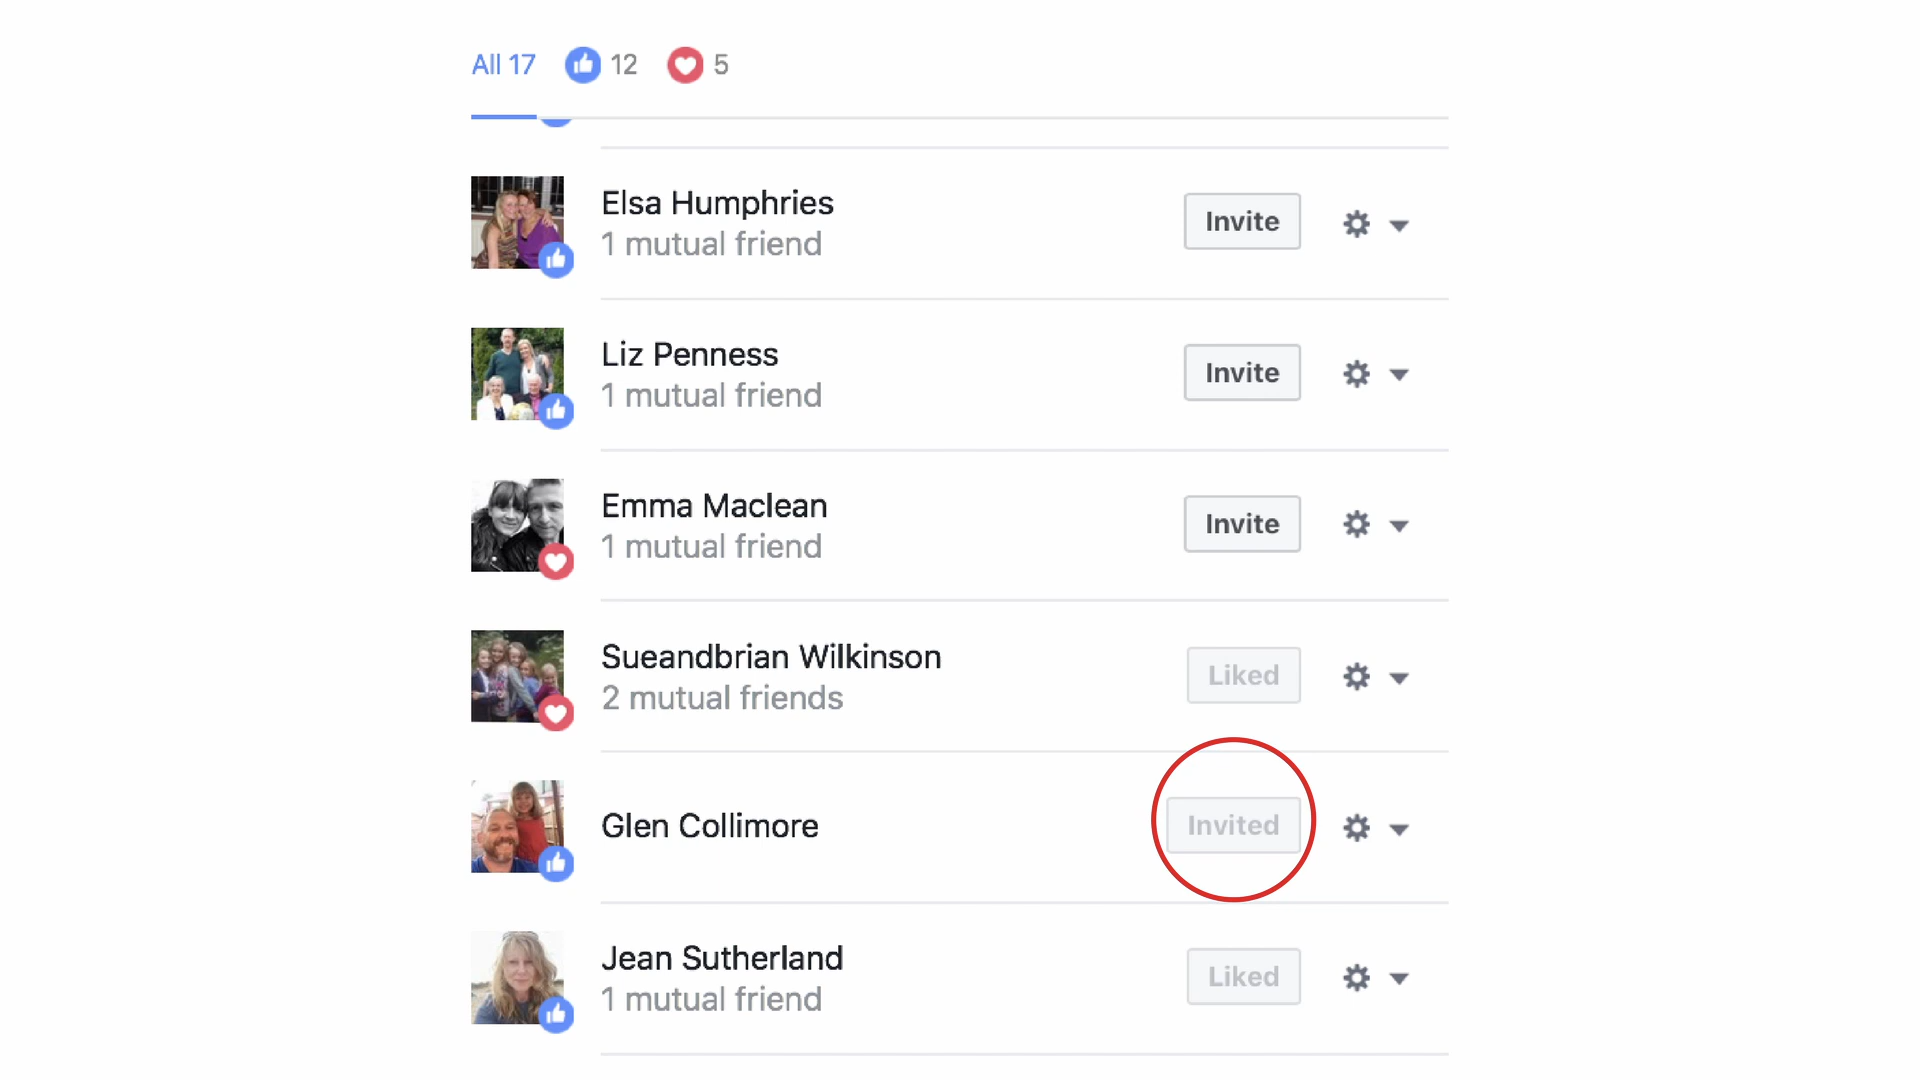 All 17 12 5
Elsa Humphries
1 mutual friend
Invite
Liz Penness
1 mutual friend
Invite
Emma Maclean
1 mutual friend
Invite
Sueandbrian Wilkinson
2 mutual friends
Liked
Glen Collimore
Invited
Jean Sutherland
1 mutual friend
Liked